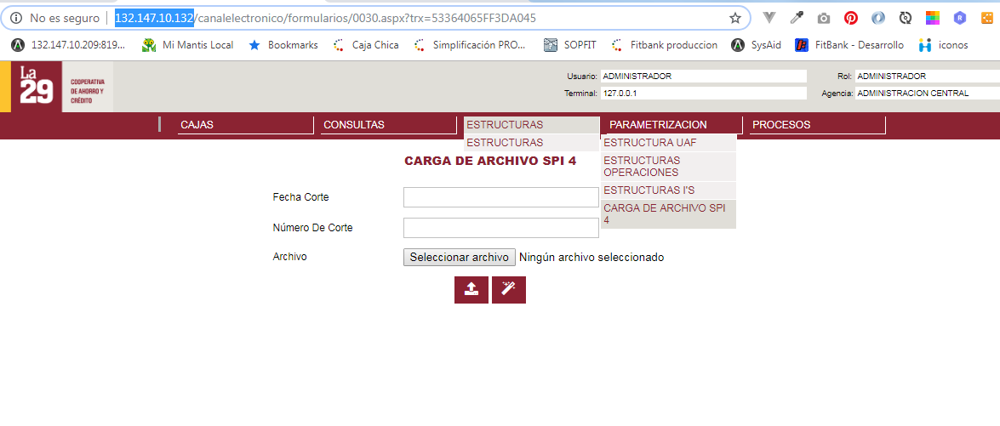 No es seguro 132.147.10.132/canalelectronico/formularios/0030.aspx?trx=53364065FF3DA045
132.147.10.209:819... Mi Mantis Local Bookmarks Caja Chica Simplificación PRO... SOPFIT Fitbank produccion SysAid FitBank - Desarrollo iconos
La
29
COOPERATIVA
DE AHORRO Y
CRÉDITO
Usuario: ADMINISTRADOR Rol: ADMINISTRADOR
Terminal: 127.0.0.1 Agencia: ADMINISTRACION CENTRAL
CAJAS CONSULTAS ESTRUCTURAS PARAMETRIZACION PROCESOS
ESTRUCTURAS
ESTRUCTURA UAF
ESTRUCTURAS
OPERACIONES
ESTRUCTURAS I'S
CARGA DE ARCHIVO SPI
4
CARGA DE ARCHIVO SPI 4
Fecha Corte
Número De Corte
Archivo Seleccionar archivo Ningún archivo seleccionado